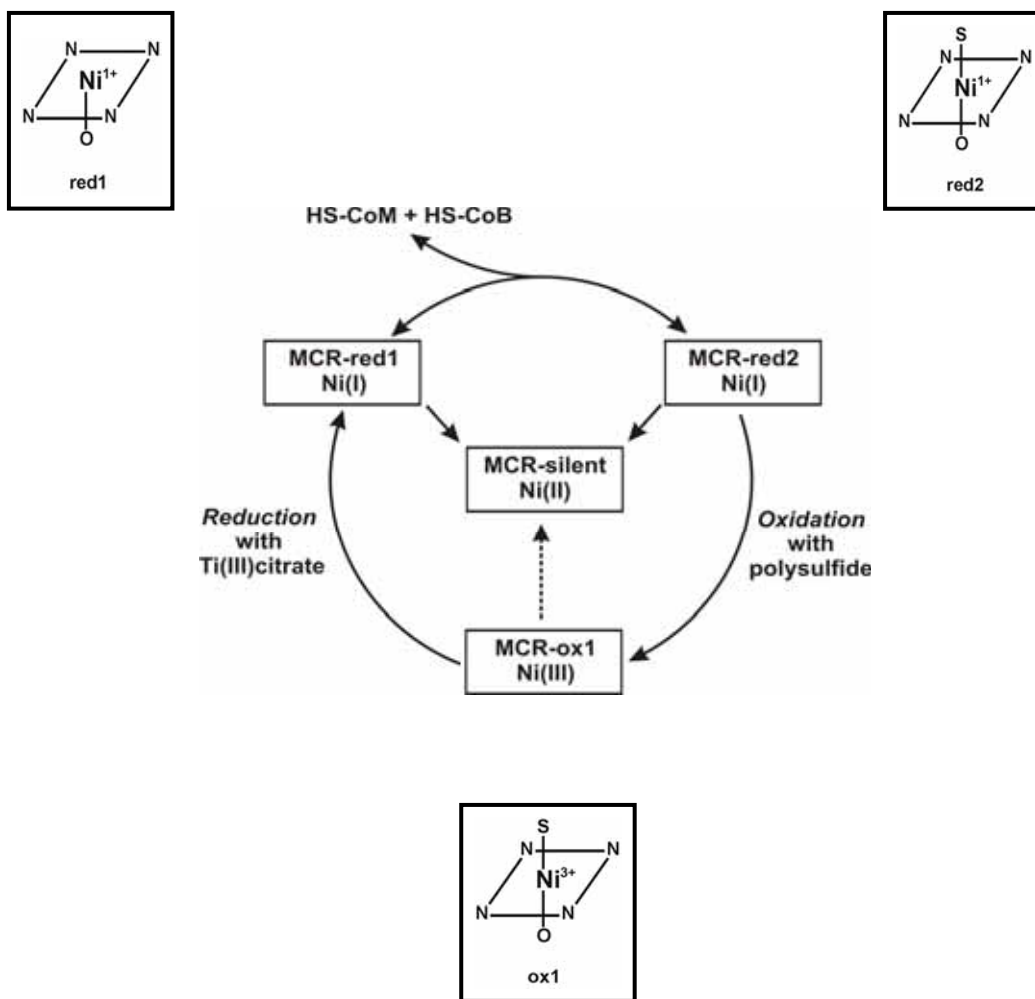 N N
Ni1+
N N
O
red1
S
N N
Ni1+
N N
O
red2
HS-CoM + HS-CoB
MCR-red1
Ni(I)
MCR-red2
Ni(I)
MCR-silent
Ni(II)
Reduction
with
Ti(III)citrate
Oxidation
with
polysulfide
MCR-ox1
Ni(III)
S
N N
Ni3+
N N
O
ox1